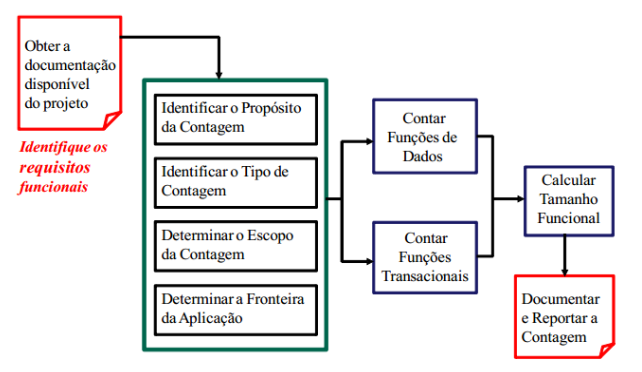 Obter a
documentação
disponível
do projeto
Identifique os
requisitos
funcionais
Identificar o Propósito
da Contagem
Identificar o Tipo de
Contagem
Determinar o Escopo
da Contagem
Determinar a Fronteira
da Aplicação
Contar
Funções de
Dados
Contar
Funções
Transacionais
Calcular
Tamanho
Funcional
Documentar
e Reportar a
Contagem